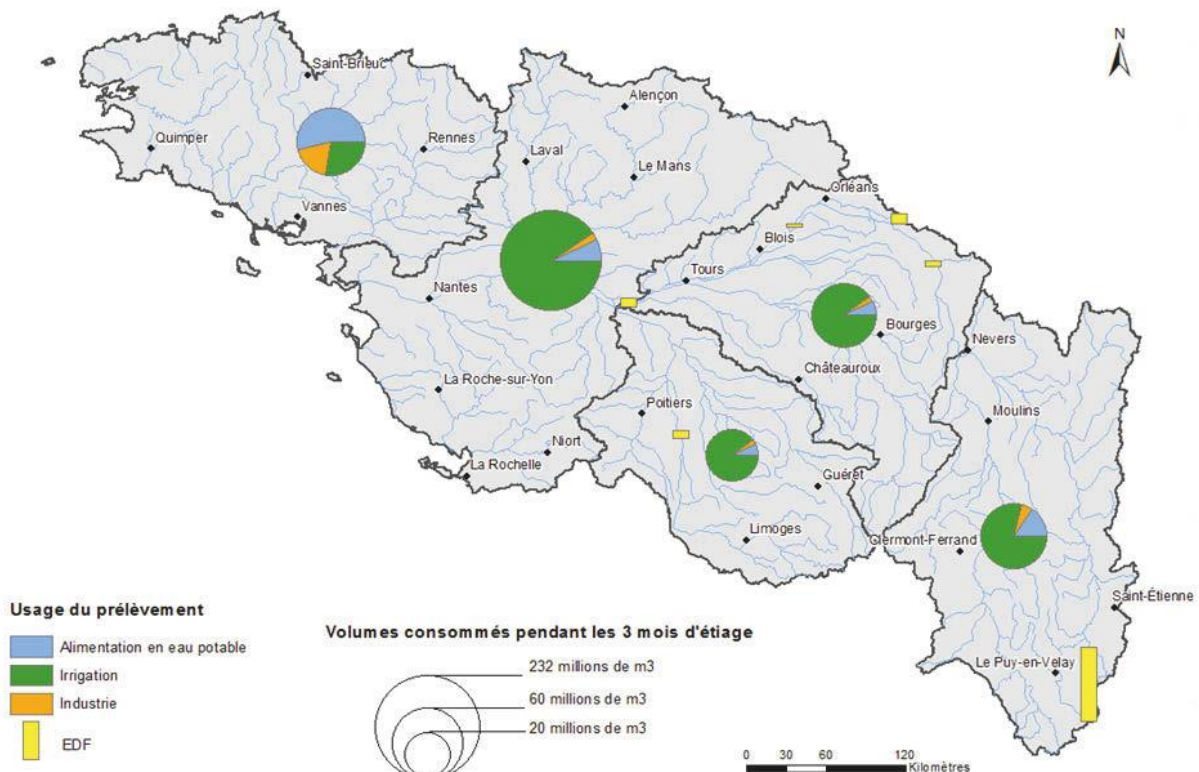 N
Saint-Brieuc
Alençon
Quimper
Rennes
Laval
Le Mans
Orléans
Vannes
Blois
Tours
Nantes
Bourges
Nevers
Châteauroux
La Roche-sur-Yon
Poitiers
Moulins
Niort
La Rochelle
Guéret
Limoges
Clermont-Ferrand
Saint-Étienne
Le Puy-en-Velay
Usage du prélèvement
Alimentation en eau potable
Irrigation
Industrie
EDF
Volumes consommés pendant les 3 mois d'étiage
232 millions de m3
60 millions de m3
20 millions de m3
0 30 60 120
Kilomètres